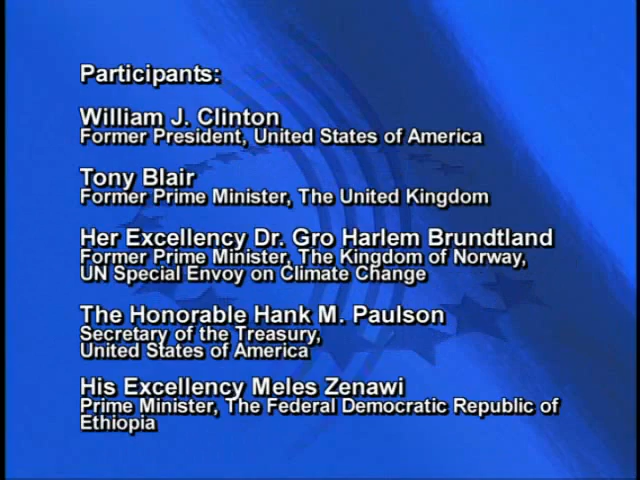 Participants:
William J. Clinton
Former President, United States of America
Tony Blair
Former Prime Minister, The United Kingdom
Her Excellency Dr. Gro Harlem Brundtland
Former Prime Minister, The Kingdom of Norway,
UN Special Envoy on Climate Change
The Honorable Hank M. Paulson
Secretary of the Treasury,
United States of America
His Excellency Meles Zenawi
Prime Minister, The Federal Democratic Republic of
Ethiopia